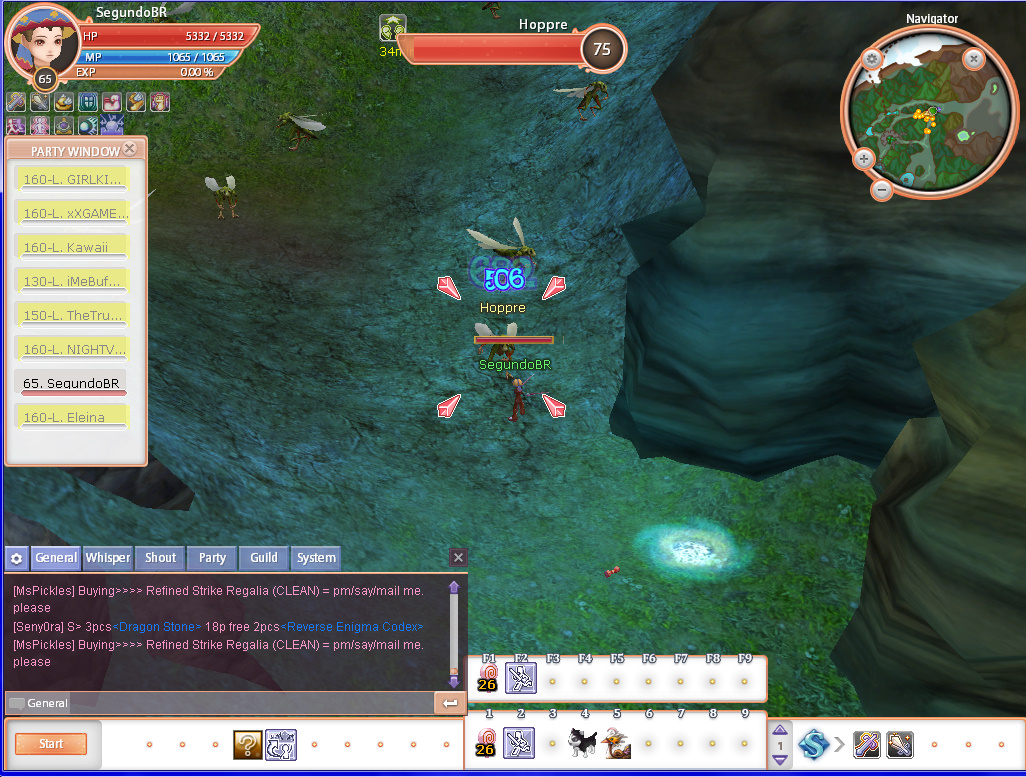 SegundoBR
HP 5332 / 5332
MP 1065 / 1065
EXP 0.00 %
65
34m
Hoppre
75
Navigator
PARTY WINDOW
160-L. GIRLKI...
160-L. xXGAME...
160-L. Kawaii
130-L. iMeBuf...
150-L. TheTru...
160-L. NIGHTV...
65. SegundoBR
160-L. Eleina
506
Hoppre
SegundoBR
General Whisper Shout Party Guild System
[MsPickles] Buying>>>> Refined Strike Regalia (CLEAN) = pm/say/mail me.
please
[Seny0ra] S> 3pcs<Dragon Stone> 18p free 2pcs<Reverse Enigma Codex>
[MsPickles] Buying>>>> Refined Strike Regalia (CLEAN) = pm/say/mail me.
please
General
F1 F2 F3 F4 F5 F6 F7 F8 F9
26
1 2 3 4 5 6 7 8 9
26
1
Start